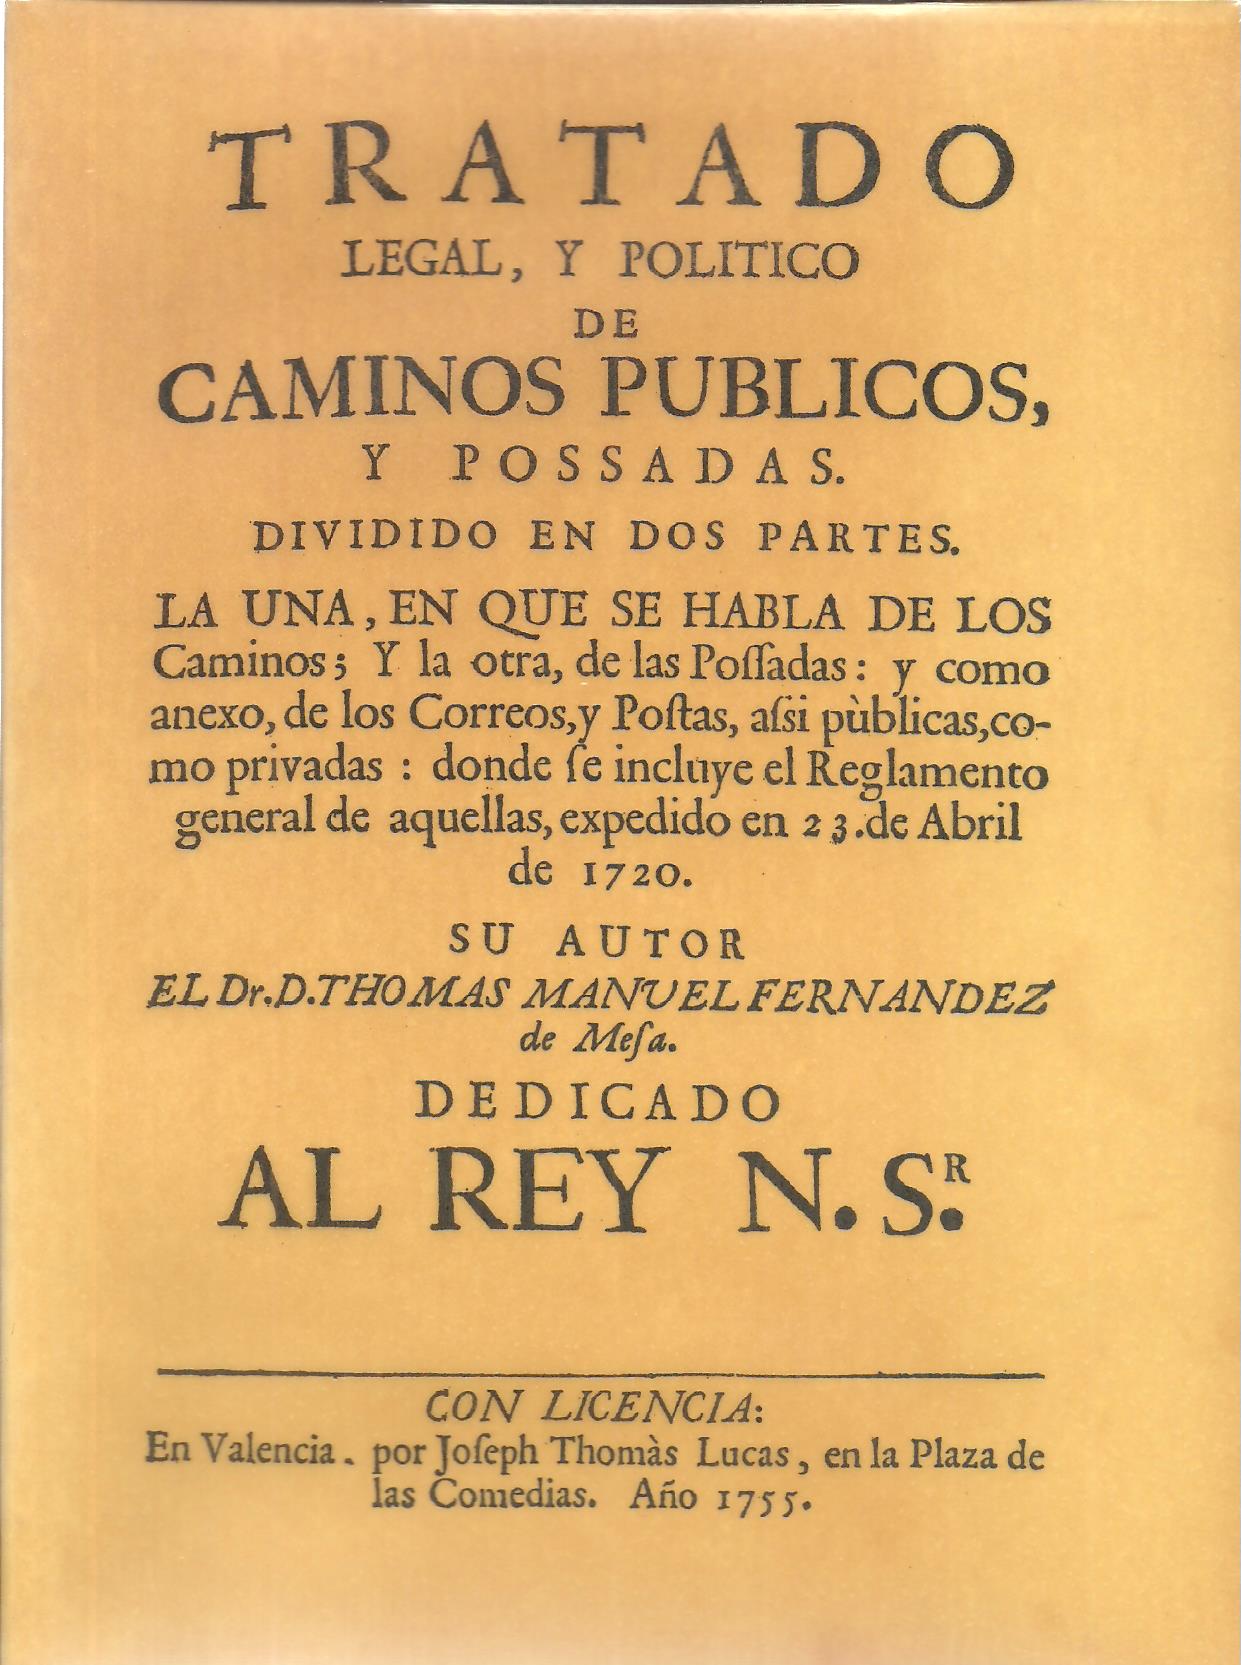 TRATADO
LEGAL, Y POLITICO
DE
CAMINOS PUBLICOS,
Y POSSADAS.
DIVIDIDO EN DOS PARTES.
LA UNA, EN QUE SE HABLA DE LOS
Caminos; Y la otra, de las Poſſadas: y como
anexo, de los Correos, y Poſtas, aſsi pùblicas, co-
mo privadas : donde ſe incluye el Reglamento
general de aquellas, expedido en 23. de Abril
de 1720.
SU AUTOR
EL Dr. D. THOMAS MANUEL FERNANDEZ
de Meſa.
DEDICADO
AL REY N. Sᴿ.
CON LICENCIA:
En Valencia. por Joſeph Thomàs Lucas, en la Plaza de
las Comedias. Año 1755.